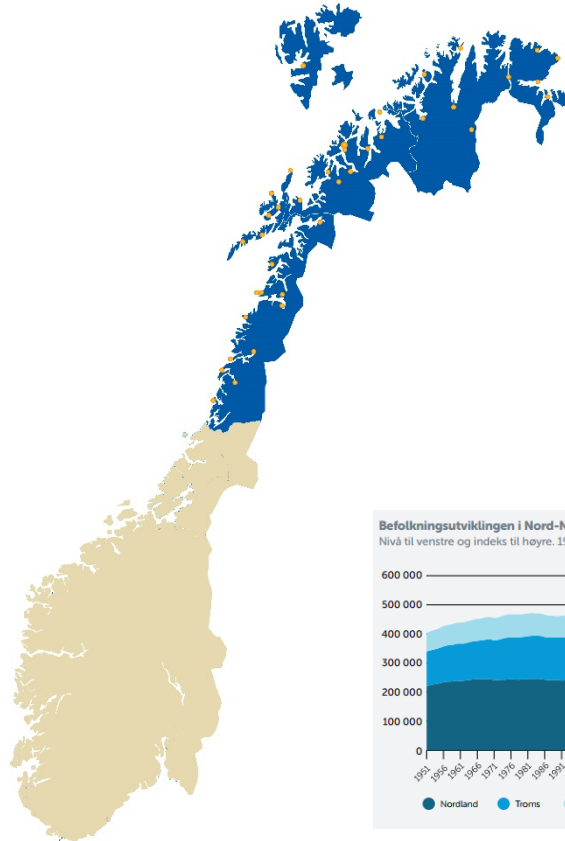 Befolkningsutviklingen i Nord-N
Nivå til venstre og indeks til høyre. 19
600 000
500 000
400 000
300 000
200 000
100 000
0
1951 1956 1961 1966 1971 1976 1981 1986 1991
Nordland Troms